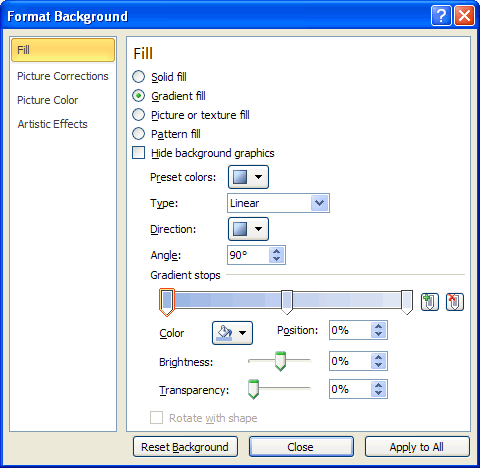 Format Background
Fill
Picture Corrections
Picture Color
Artistic Effects
Fill
Solid fill
Gradient fill
Picture or texture fill
Pattern fill
Hide background graphics
Preset colors:
Type: Linear
Direction:
Angle: 90°
Gradient stops
Color Position: 0%
Brightness: 0%
Transparency: 0%
Rotate with shape
Reset Background Close Apply to All